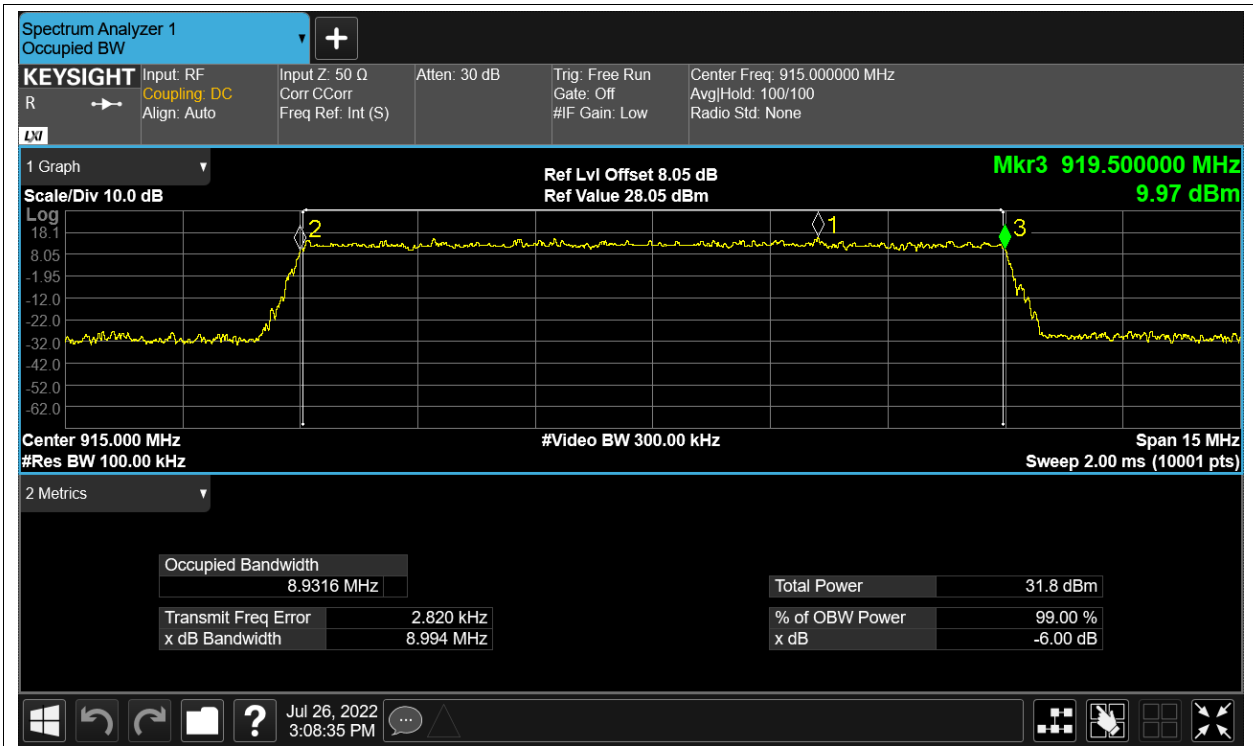 Spectrum Analyzer 1
Occupied BW
KEYSIGHT
R
LXI
Input: RF
Coupling: DC
Align: Auto
Input Z: 50 Ω
Corr CCorr
Freq Ref: Int (S)
Atten: 30 dB
Trig: Free Run
Gate: Off
#IF Gain: Low
Center Freq: 915.000000 MHz
Avg|Hold: 100/100
Radio Std: None
1 Graph
Scale/Div 10.0 dB
Ref Lvl Offset 8.05 dB
Ref Value 28.05 dBm
Mkr3 919.500000 MHz
9.97 dBm
Log
18.1
8.05
-1.95
-12.0
-22.0
-32.0
-42.0
-52.0
-62.0
2
1
3
Center 915.000 MHz
#Video BW 300.00 kHz
Span 15 MHz
#Res BW 100.00 kHz
Sweep 2.00 ms (10001 pts)
2 Metrics
Occupied Bandwidth
8.9316 MHz
Total Power 31.8 dBm
Transmit Freq Error 2.820 kHz
% of OBW Power 99.00 %
x dB Bandwidth 8.994 MHz
x dB -6.00 dB
?
Jul 26, 2022
3:08:35 PM